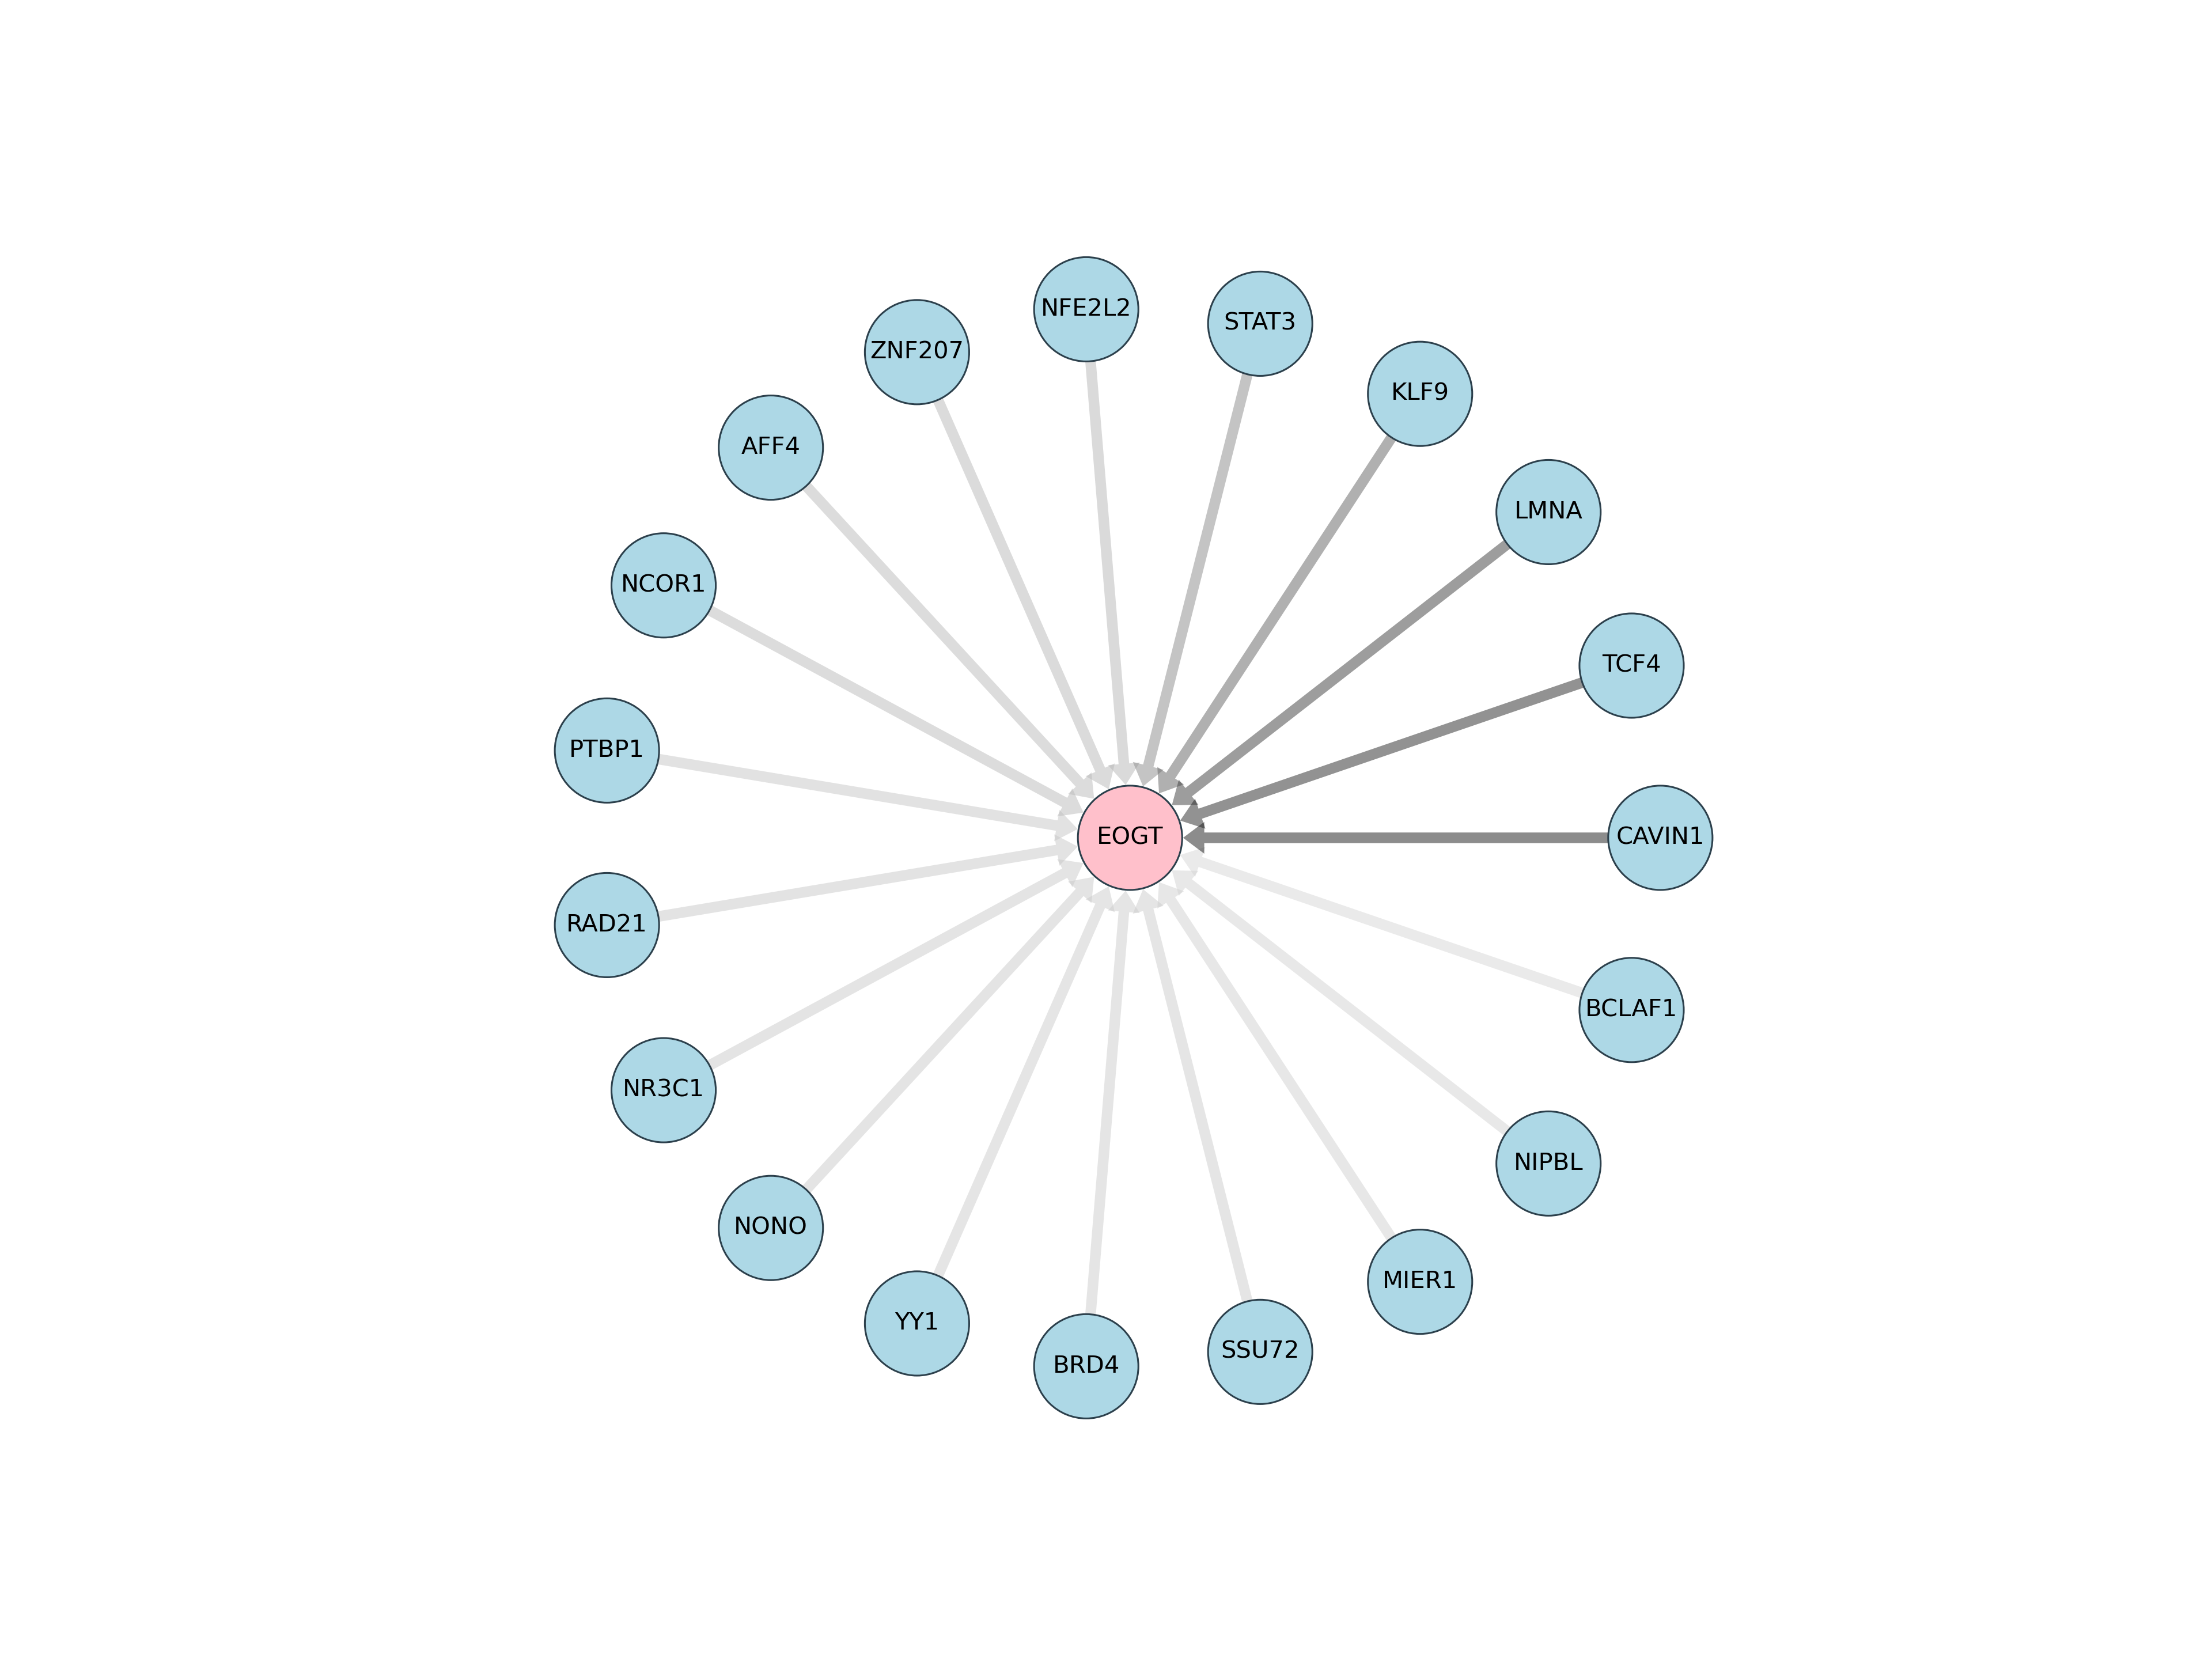 NFE2L2
STAT3
ZNF207
KLF9
AFF4
LMNA
NCOR1
TCF4
PTBP1
EOGT
CAVIN1
RAD21
BCLAF1
NR3C1
NIPBL
NONO
MIER1
YY1
SSU72
BRD4